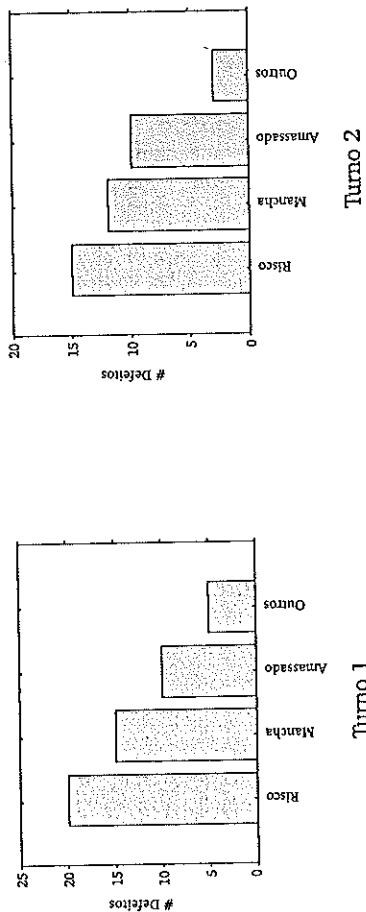 25
20
15
10
5
0
# Defeitos
Risco
Mancha
Amassado
Outros
Turno 1
20
15
10
5
0
# Defeitos
Risco
Mancha
Amassado
Outros
Turno 2